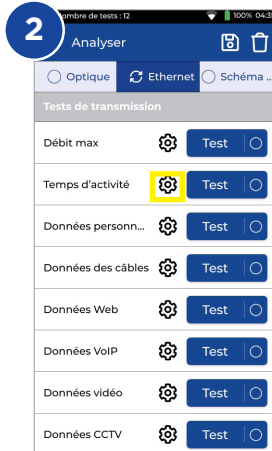 2
ombre de tests : 12
100% 04:3
Analyser
Optique Ethernet Schéma ...
Tests de transmission
Débit max Test
Temps d'activité Test
Données personn... Test
Données des câbles Test
Données Web Test
Données VoIP Test
Données vidéo Test
Données CCTV Test